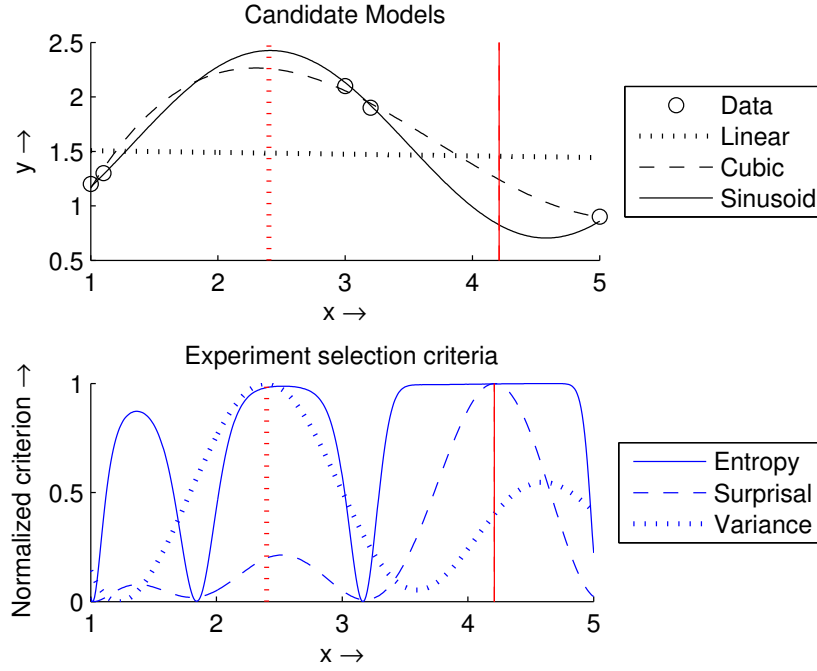 Candidate Models
2.5
2
1.5
1
0.5
y →
1
2
3
4
5
x →
Data
Linear
Cubic
Sinusoid
Experiment selection criteria
1
0.5
0
Normalized criterion →
1
2
3
4
5
x →
Entropy
Surprisal
Variance